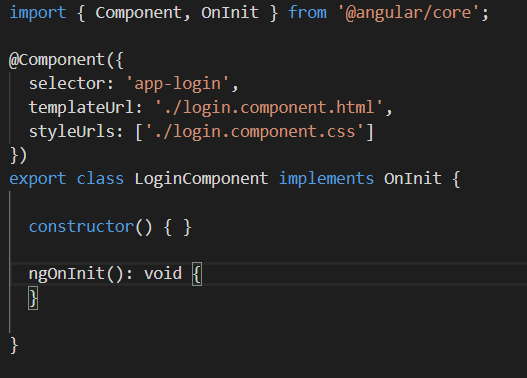 import { Component, OnInit } from '@angular/core';
@Component({
  selector: 'app-login',
  templateUrl: './login.component.html',
  styleUrls: ['./login.component.css']
})
export class LoginComponent implements OnInit {
  constructor() { }
  ngOnInit(): void {
  }
}